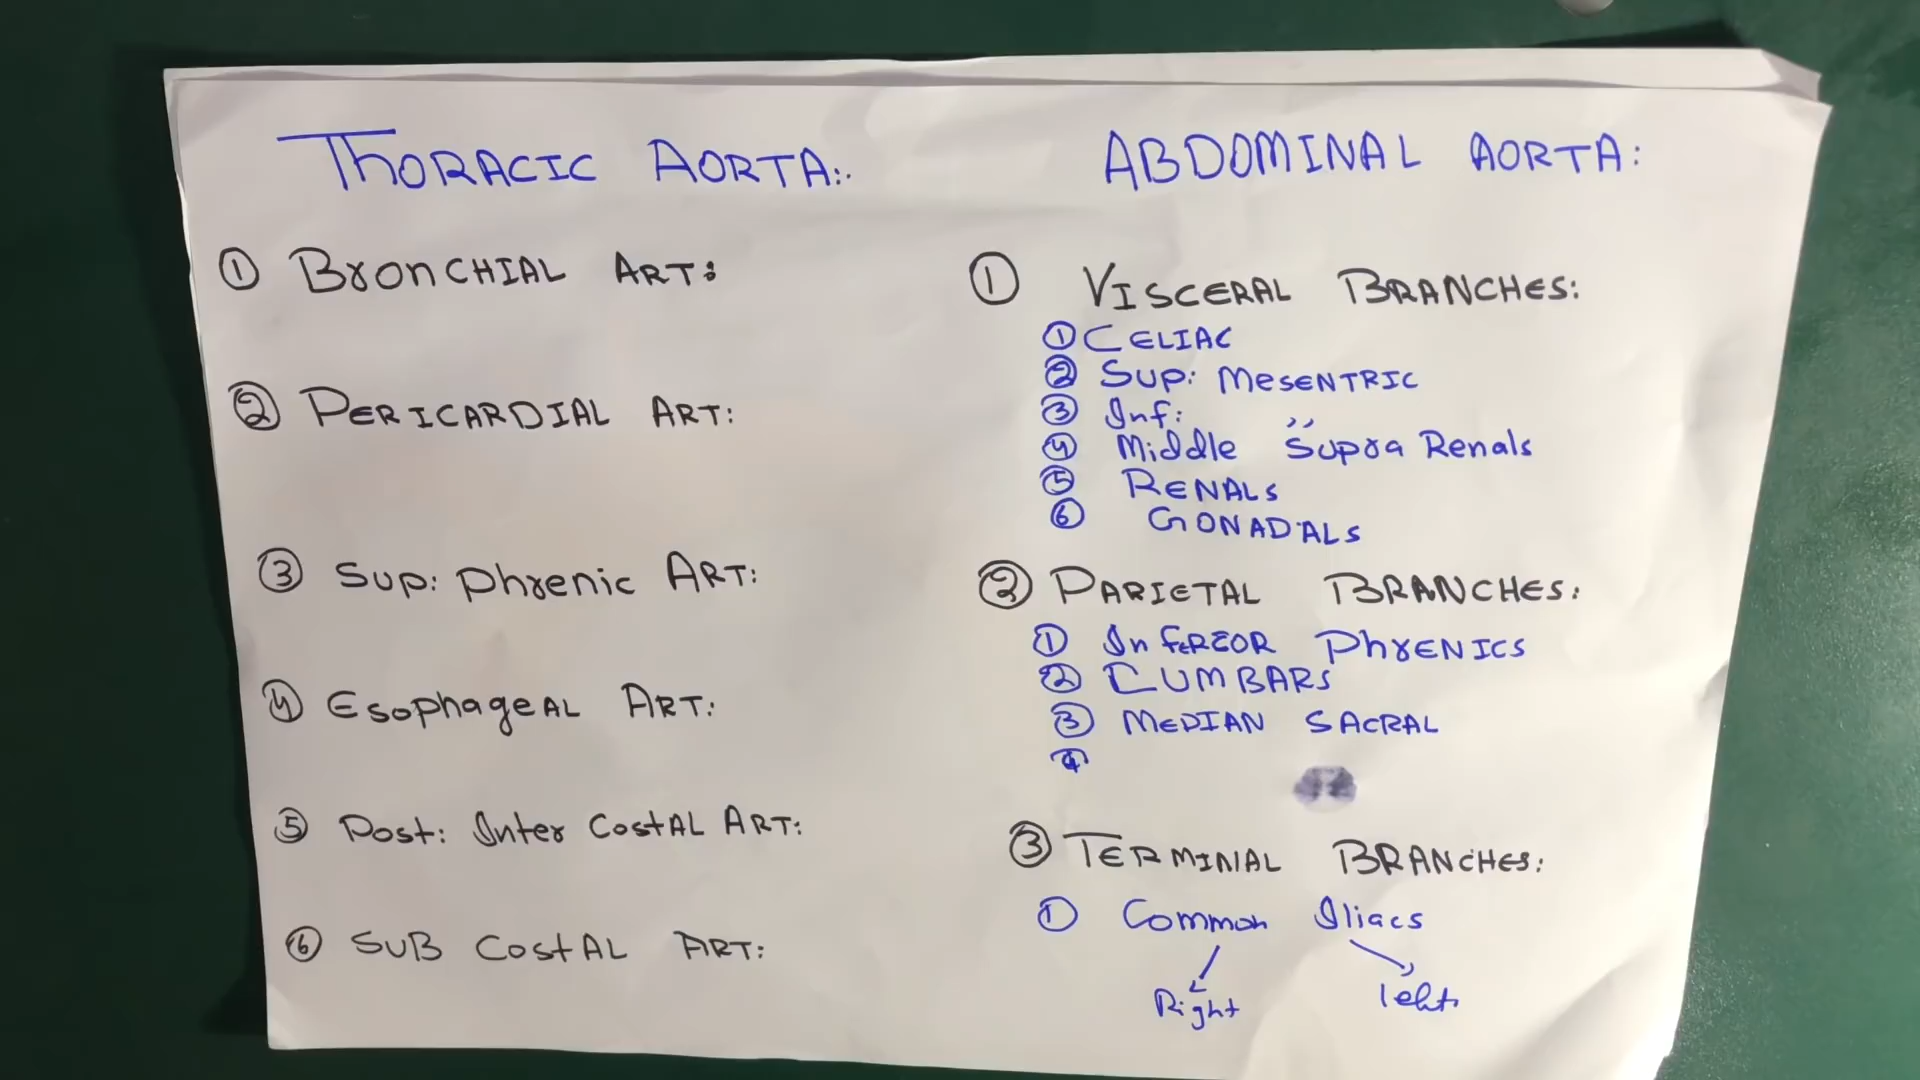 THORACIC AORTA:.
① BronCHIAL ART:
② PERICARDIAL ART:
③ Sup: Phrenic ART:
④ EsophageAL ART:
⑤ Post: Inter CostAL ART:
⑥ SUB COStAL ART:
ABDOMINAL AORTA:
① VISCERAL BRANCHES:
① CELIAC
② Sup: MeSENTRIC
③ Inf: ,,
④ Middle Supra Renals
⑤ RENALs
⑥ GONADALs
② PARIETAL BRANCHES:
① InfEREOR PhrENICS
② LUMBARS
③ MEDIAN SACRAL
④
③ TERMINAL BRANCHES:
① Common Iliacs
Right left